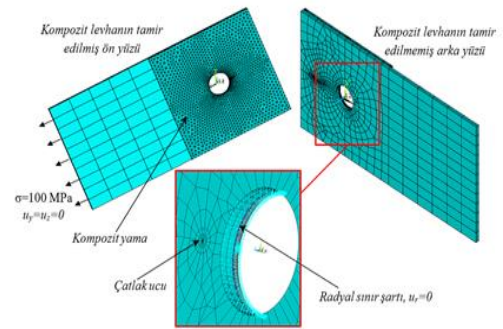 Kompozit levhanın tamir
edilmiş ön yüzü
Kompozit levhanın tamir
edilmemiş arka yüzü
σ=100 MPa
uy=uz=0
Kompozit yama
Çatlak ucu
Radyal sınır şartı, ur=0